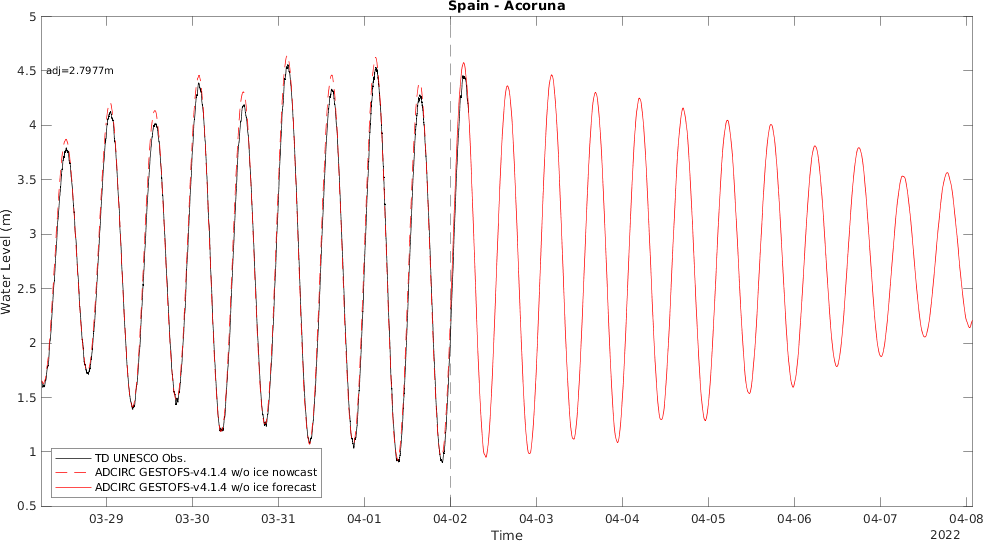 Spain - Acoruna
adj=2.7977m
5
4.5
4
3.5
3
2.5
2
1.5
1
0.5
Water Level (m)
TD UNESCO Obs.
ADCIRC GESTOFS-v4.1.4 w/o ice nowcast
ADCIRC GESTOFS-v4.1.4 w/o ice forecast
03-29 03-30 03-31 04-01 04-02 04-03 04-04 04-05 04-06 04-07 04-08
Time
2022